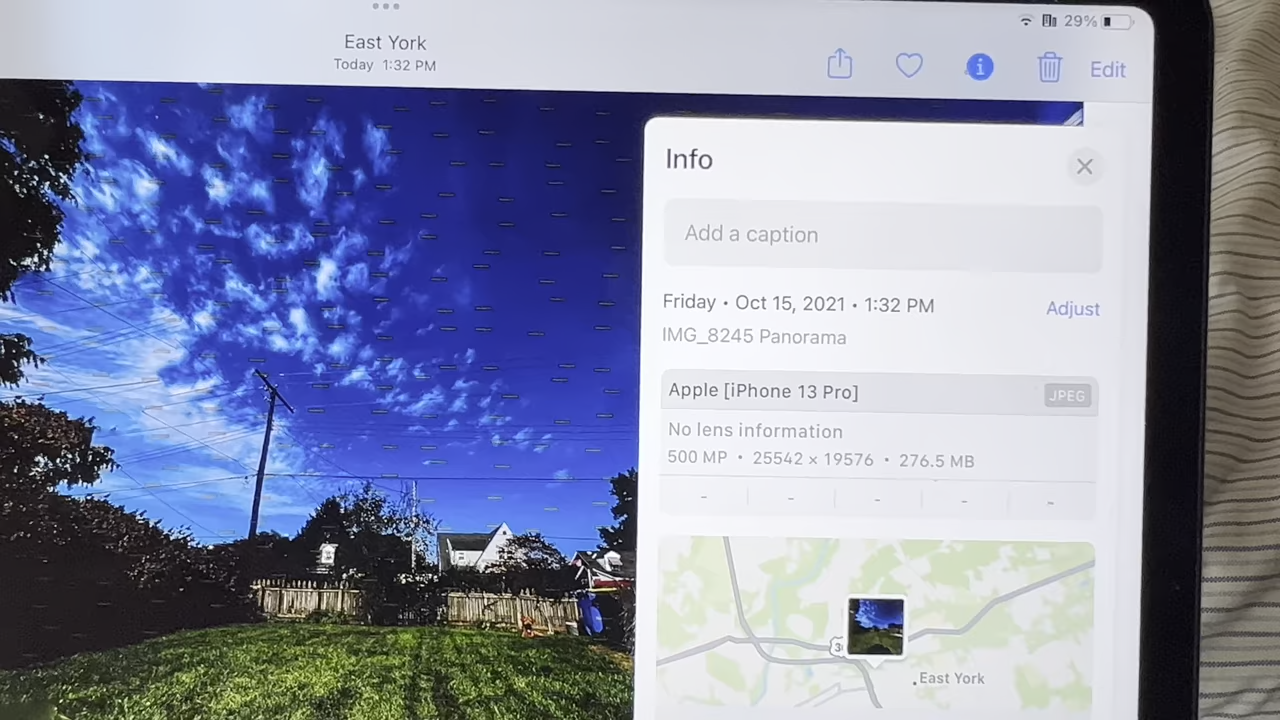 29%
East York
Today 1:32 PM
Edit
Info
Add a caption
Friday • Oct 15, 2021 • 1:32 PM
Adjust
IMG_8245 Panorama
Apple [iPhone 13 Pro]
JPEG
No lens information
500 MP • 25542 × 19576 • 276.5 MB
- - - - -
East York